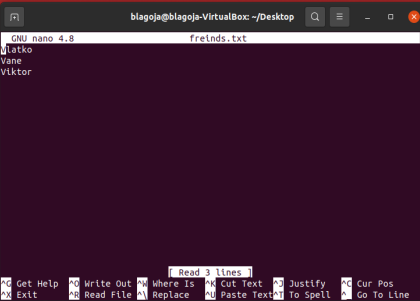 blagoja@blagoja-VirtualBox: ~/Desktop
GNU nano 4.8 freinds.txt
Vlatko
Vane
Viktor
[ Read 3 lines ]
^G Get Help ^O Write Out ^W Where Is ^K Cut Text ^J Justify ^C Cur Pos
^X Exit ^R Read File ^\ Replace ^U Paste Text ^T To Spell ^_ Go To Line